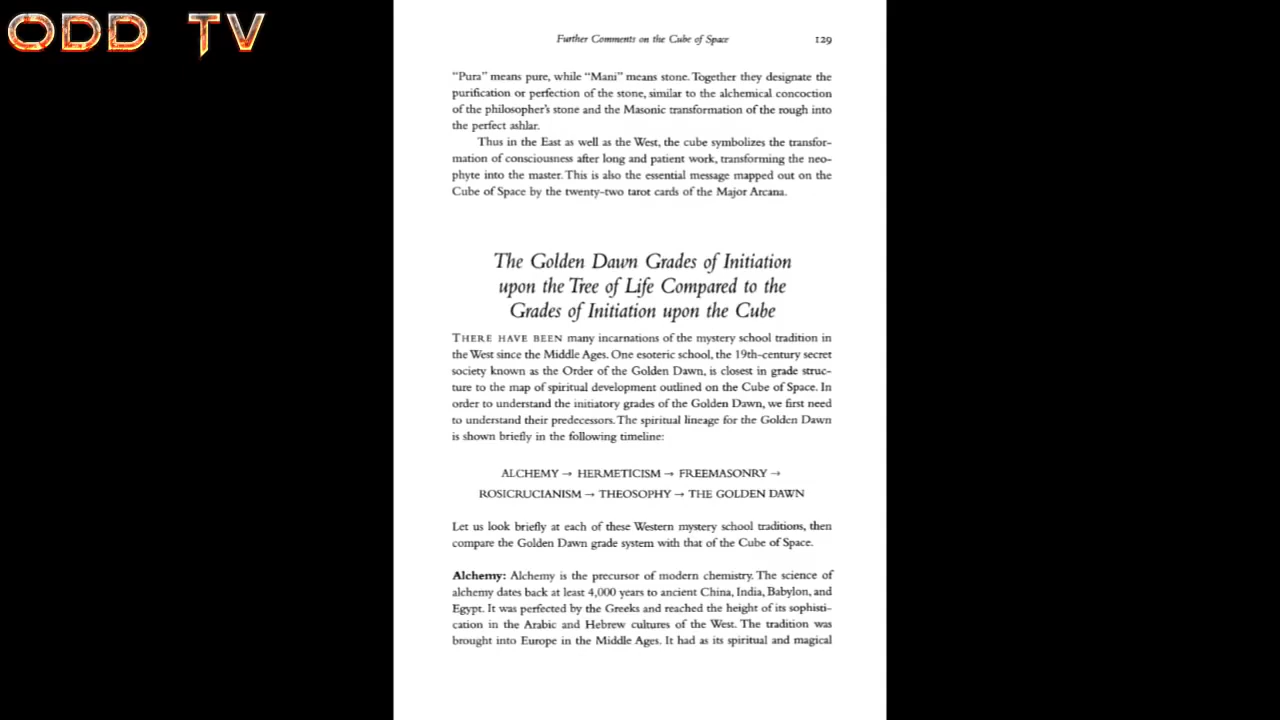 ODD TV
Further Comments on the Cube of Space 129
“Pura” means pure, while “Mani” means stone. Together they designate the
purification or perfection of the stone, similar to the alchemical concoction
of the philosopher’s stone and the Masonic transformation of the rough into
the perfect ashlar.
Thus in the East as well as the West, the cube symbolizes the transfor-
mation of consciousness after long and patient work, transforming the neo-
phyte into the master. This is also the essential message mapped out on the
Cube of Space by the twenty-two tarot cards of the Major Arcana.
The Golden Dawn Grades of Initiation
upon the Tree of Life Compared to the
Grades of Initiation upon the Cube
THERE HAVE BEEN many incarnations of the mystery school tradition in
the West since the Middle Ages. One esoteric school, the 19th-century secret
society known as the Order of the Golden Dawn, is closest in grade struc-
ture to the map of spiritual development outlined on the Cube of Space. In
order to understand the initiatory grades of the Golden Dawn, we first need
to understand their predecessors. The spiritual lineage for the Golden Dawn
is shown briefly in the following timeline:
ALCHEMY → HERMETICISM → FREEMASONRY →
ROSICRUCIANISM → THEOSOPHY → THE GOLDEN DAWN
Let us look briefly at each of these Western mystery school traditions, then
compare the Golden Dawn grade system with that of the Cube of Space.
Alchemy: Alchemy is the precursor of modern chemistry. The science of
alchemy dates back at least 4,000 years to ancient China, India, Babylon, and
Egypt. It was perfected by the Greeks and reached the height of its sophisti-
cation in the Arabic and Hebrew cultures of the West. The tradition was
brought into Europe in the Middle Ages. It had as its spiritual and magical